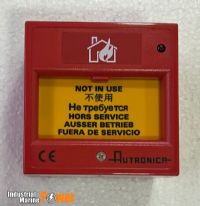 NOT IN USE
不使用
Не требуется
HORS SERVICE
AUSSER BETRIEB
FUERA DE SERVICIO
CE
AUTRONICA
Industrial
Marine Power